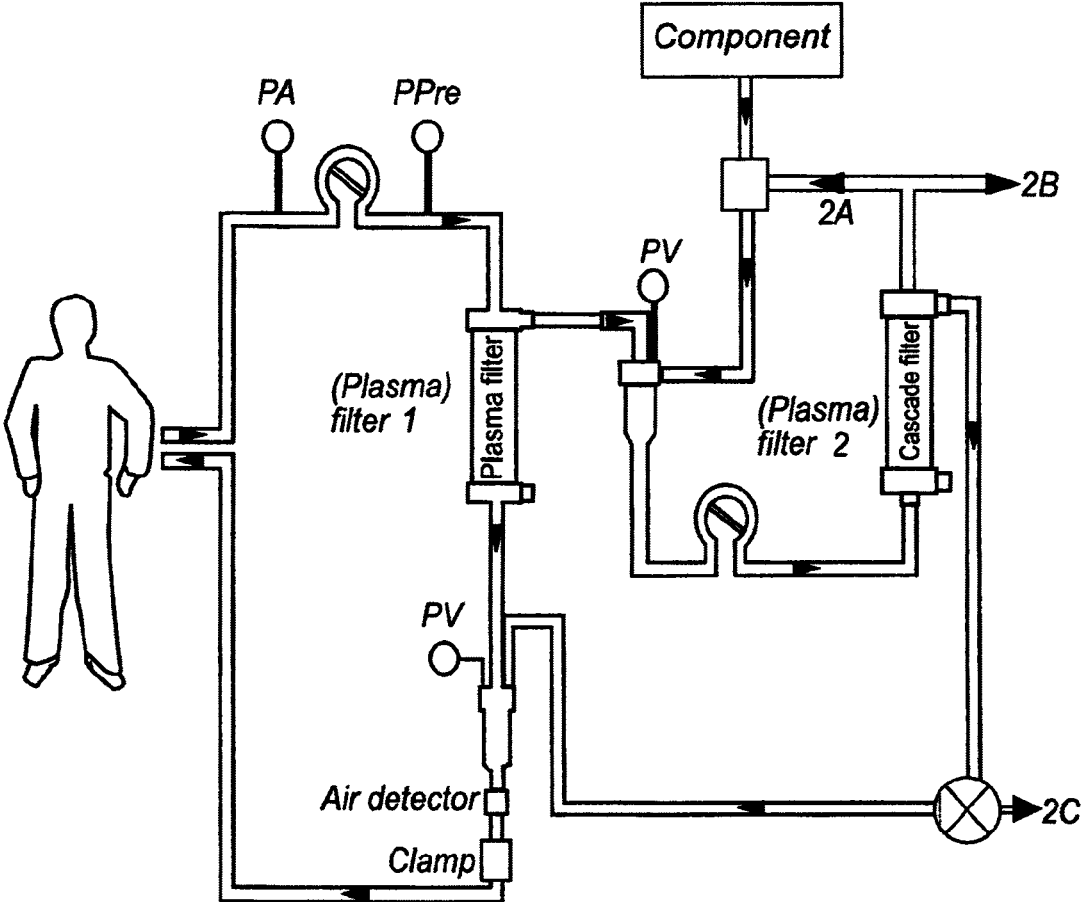 Component
PA
PPre
2A
2B
PV
(Plasma)
filter 1
Plasma filter
(Plasma)
filter 2
Cascade filter
PV
Air detector
2C
Clamp